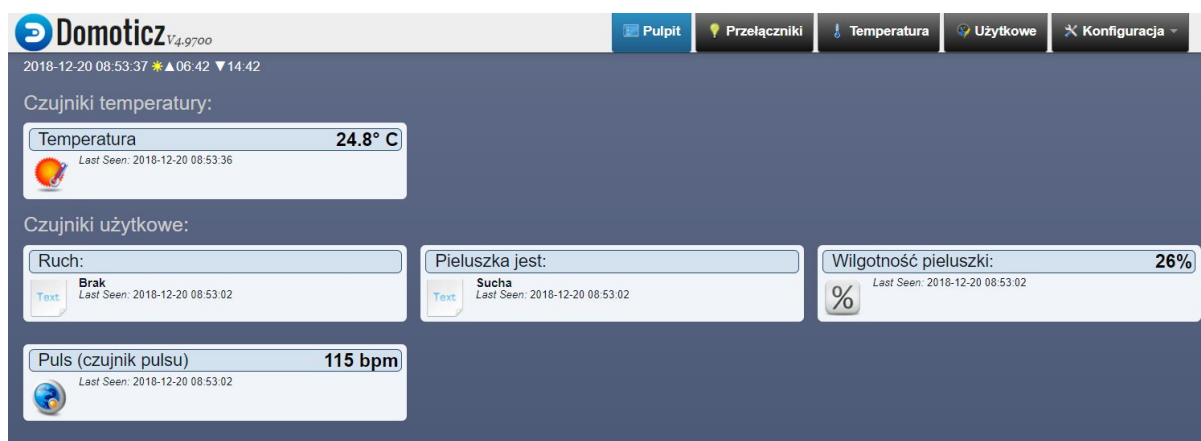 Domoticz V4.9700
Pulpit Przełączniki Temperatura Użytkowe Konfiguracja
2018-12-20 08:53:37 ☀▲06:42 ▼14:42
Czujniki temperatury:
Temperatura 24.8° C
Last Seen: 2018-12-20 08:53:36
Czujniki użytkowe:
Ruch:
Brak
Text
Last Seen: 2018-12-20 08:53:02
Pieluszka jest:
Sucha
Text
Last Seen: 2018-12-20 08:53:02
Wilgotność pieluszki: 26%
Last Seen: 2018-12-20 08:53:02
%
Puls (czujnik pulsu) 115 bpm
Last Seen: 2018-12-20 08:53:02